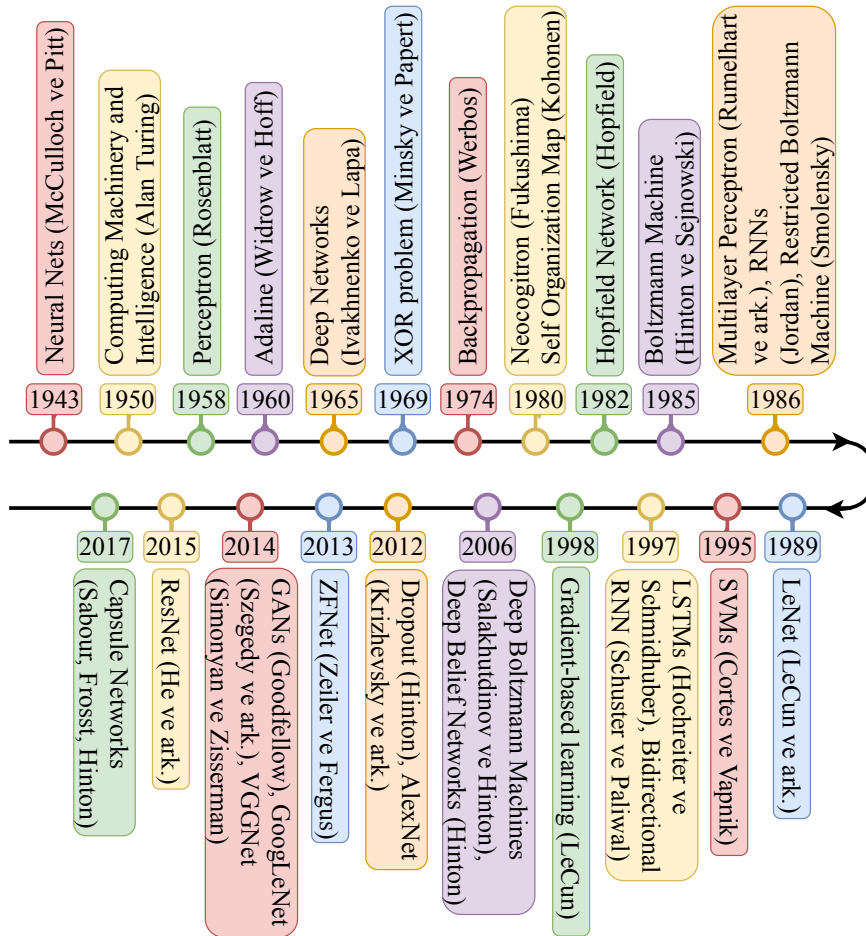 Neural Nets (McCulloch ve Pitt)
1943
Computing Machinery and
Intelligence (Alan Turing)
1950
Perceptron (Rosenblatt)
1958
Adaline (Widrow ve Hoff)
1960
Deep Networks
(Ivakhnenko ve Lapa)
1965
XOR problem (Minsky ve Papert)
1969
Backpropagation (Werbos)
1974
Neocogitron (Fukushima)
Self Organization Map (Kohonen)
1980
Hopfield Network (Hopfield)
1982
Boltzmann Machine
(Hinton ve Sejnowski)
1985
Multilayer Perceptron (Rumelhart
ve ark.), RNNs
(Jordan), Restricted Boltzmann
Machine (Smolensky)
1986
1989
LeNet (LeCun ve ark.)
1995
SVMs (Cortes ve Vapnik)
1997
LSTMs (Hochreiter ve
Schmidhuber), Bidirectional
RNN (Schuster ve Paliwal)
1998
Gradient-based learning (LeCun)
2006
Deep Boltzmann Machines
(Salakhutdinov ve Hinton),
Deep Belief Networks (Hinton)
2012
Dropout (Hinton), AlexNet
(Krizhevsky ve ark.)
2013
ZFNet (Zeiler ve Fergus)
2014
GANs (Goodfellow), GoogLeNet
(Szegedy ve ark.), VGGNet
(Simonyan ve Zisserman)
2015
ResNet (He ve ark.)
2017
Capsule Networks
(Sabour, Frosst, Hinton)